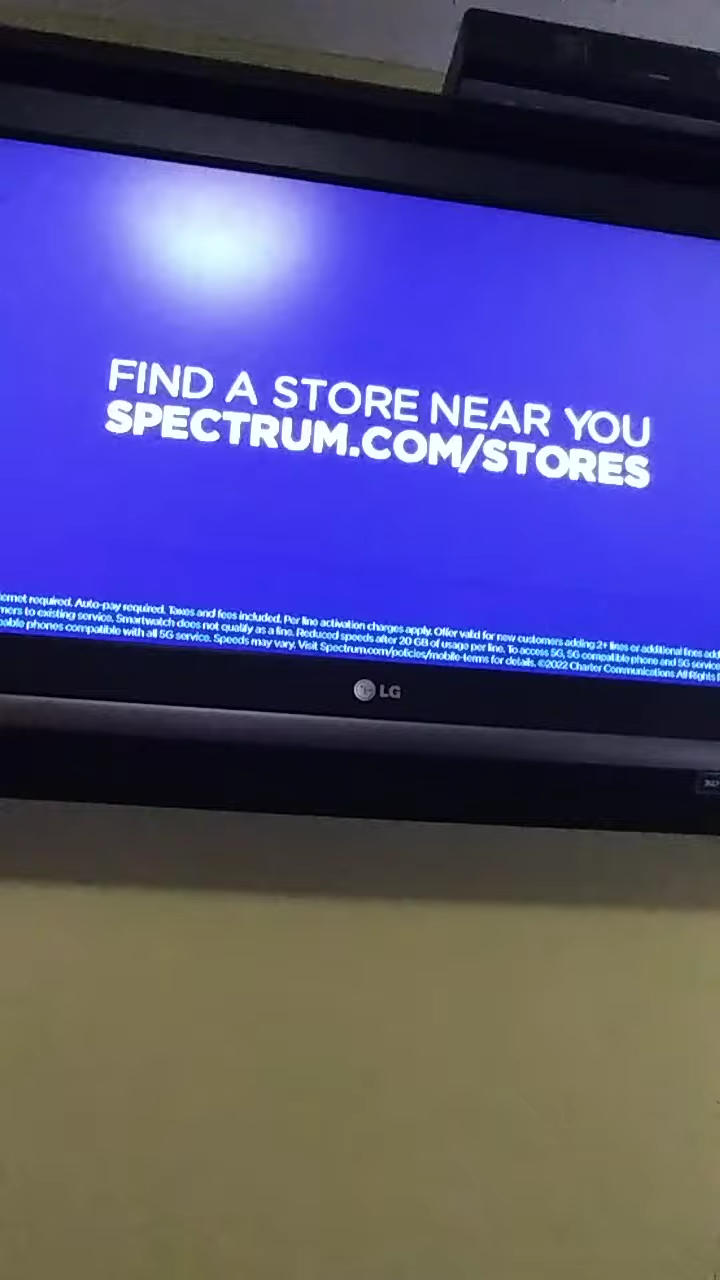 FIND A STORE NEAR YOU
SPECTRUM.COM/STORES
required. Auto-pay required. Taxes and fees included. Per line activation charges apply. Offer valid for new customers adding 2+ lines or additional lines
to existing service. Smartwatch does not qualify as a line. Reduced speeds after 20 GB of usage per line. To access 5G, 5G compatible phone and 5G service
phones compatible with all 5G service. Speeds may vary. Visit Spectrum.com/policies/mobile-terms for details. ©2022 Charter Communications All Rights
LG